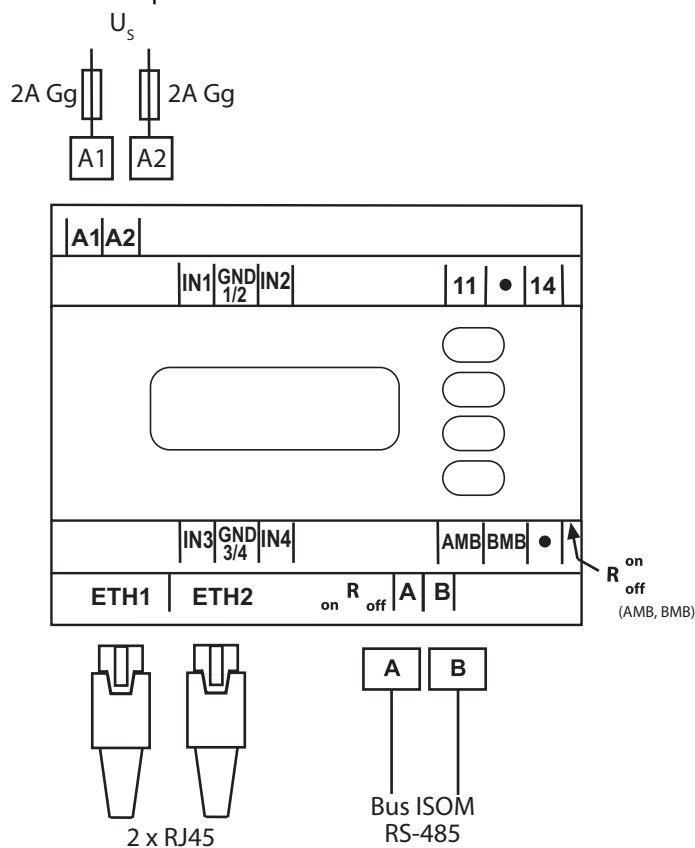 U_s
2A Gg 2A Gg
A1 A2
A1 A2
IN1 GND 1/2 IN2 11 ● 14
IN3 GND 3/4 IN4 AMB BMB ●
R on off
(AMB, BMB)
ETH1 ETH2 on R off A B
A B
Bus ISOM
RS-485
2 x RJ45